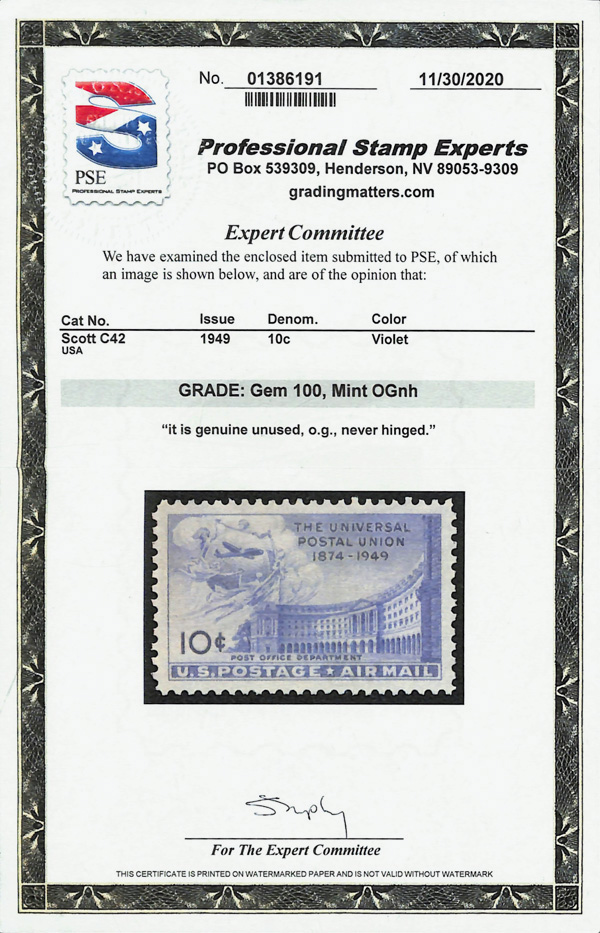 No. 01386191 11/30/2020
PSE
PROFESSIONAL STAMP EXPERTS
Professional Stamp Experts
PO Box 539309, Henderson, NV 89053-9309
gradingmatters.com
Expert Committee
We have examined the enclosed item submitted to PSE, of which
an image is shown below, and are of the opinion that:
Cat No. Issue Denom. Color
Scott C42 1949 10c Violet
USA
GRADE: Gem 100, Mint OGnh
“it is genuine unused, o.g., never hinged.”
THE UNIVERSAL
POSTAL UNION
1874-1949
10¢
POST OFFICE DEPARTMENT
U.S. POSTAGE ★ AIR MAIL
For The Expert Committee
THIS CERTIFICATE IS PRINTED ON WATERMARKED PAPER AND IS NOT VALID WITHOUT WATERMARK